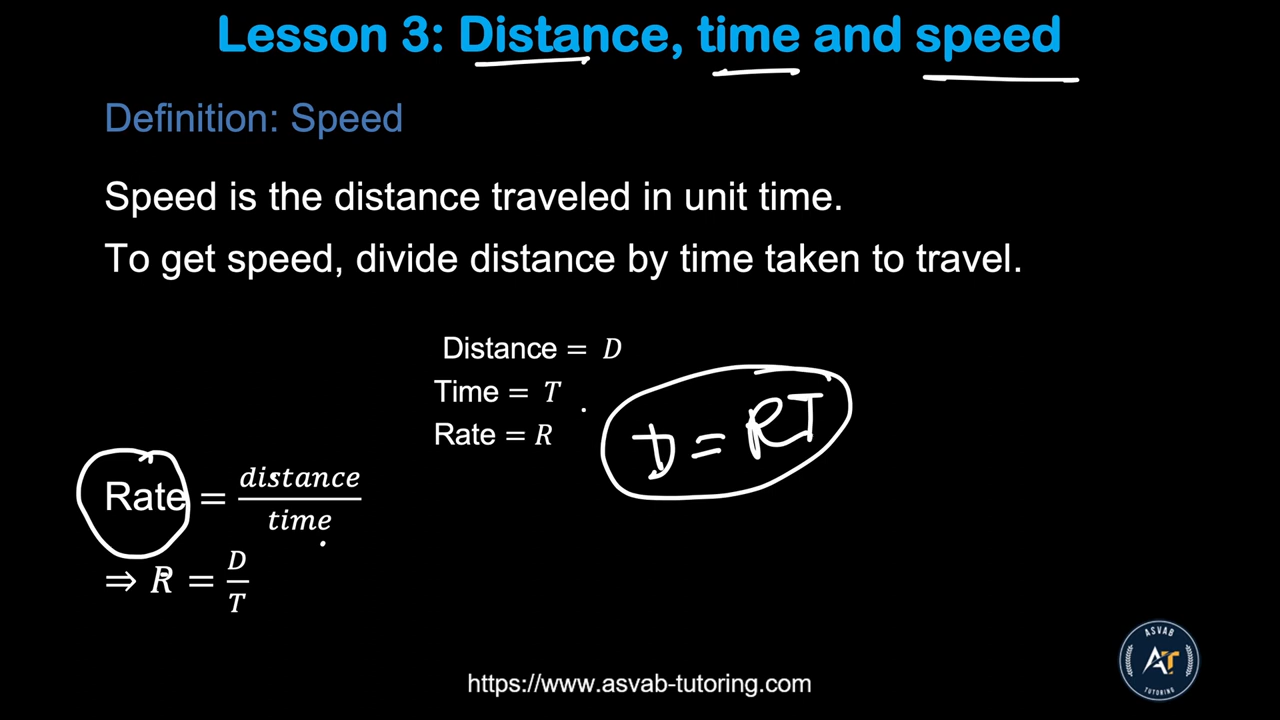 Lesson 3: Distance, time and speed
Definition: Speed
Speed is the distance traveled in unit time.
To get speed, divide distance by time taken to travel.
Distance = D
Time = T
Rate = R
D = RT
Rate = distance/time
⇒ R = D/T
https://www.asvab-tutoring.com
ASVAB
AT
TUTORING